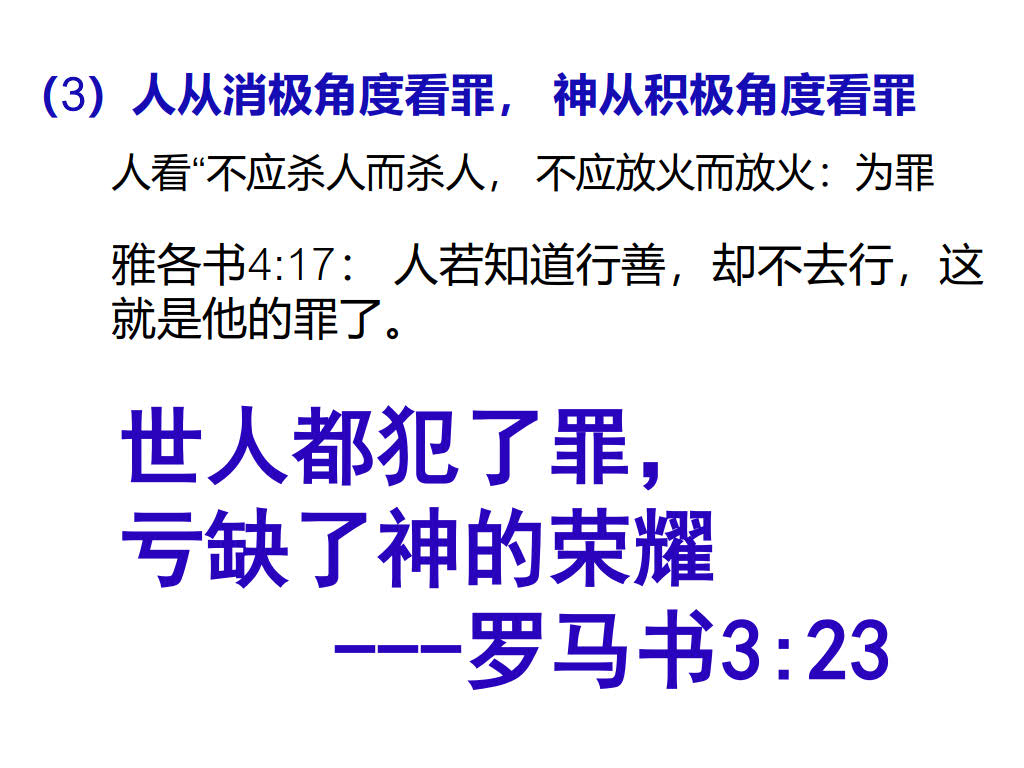 （3）人从消极角度看罪， 神从积极角度看罪
人看“不应杀人而杀人， 不应放火而放火：为罪
雅各书4:17： 人若知道行善，却不去行，这
就是他的罪了。
世人都犯了罪，
亏缺了神的荣耀
---罗马书3:23